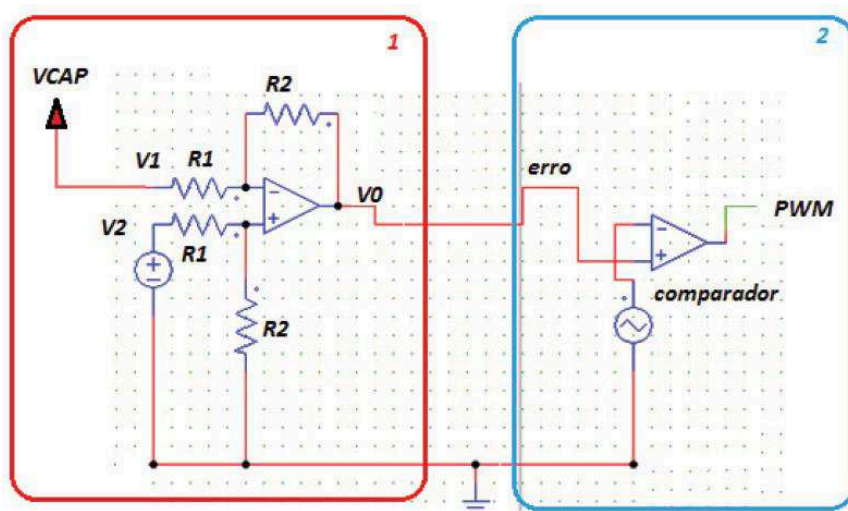 1
2
VCAP
R2
V1
R1
erro
V0
PWM
V2
R1
comparador
R2